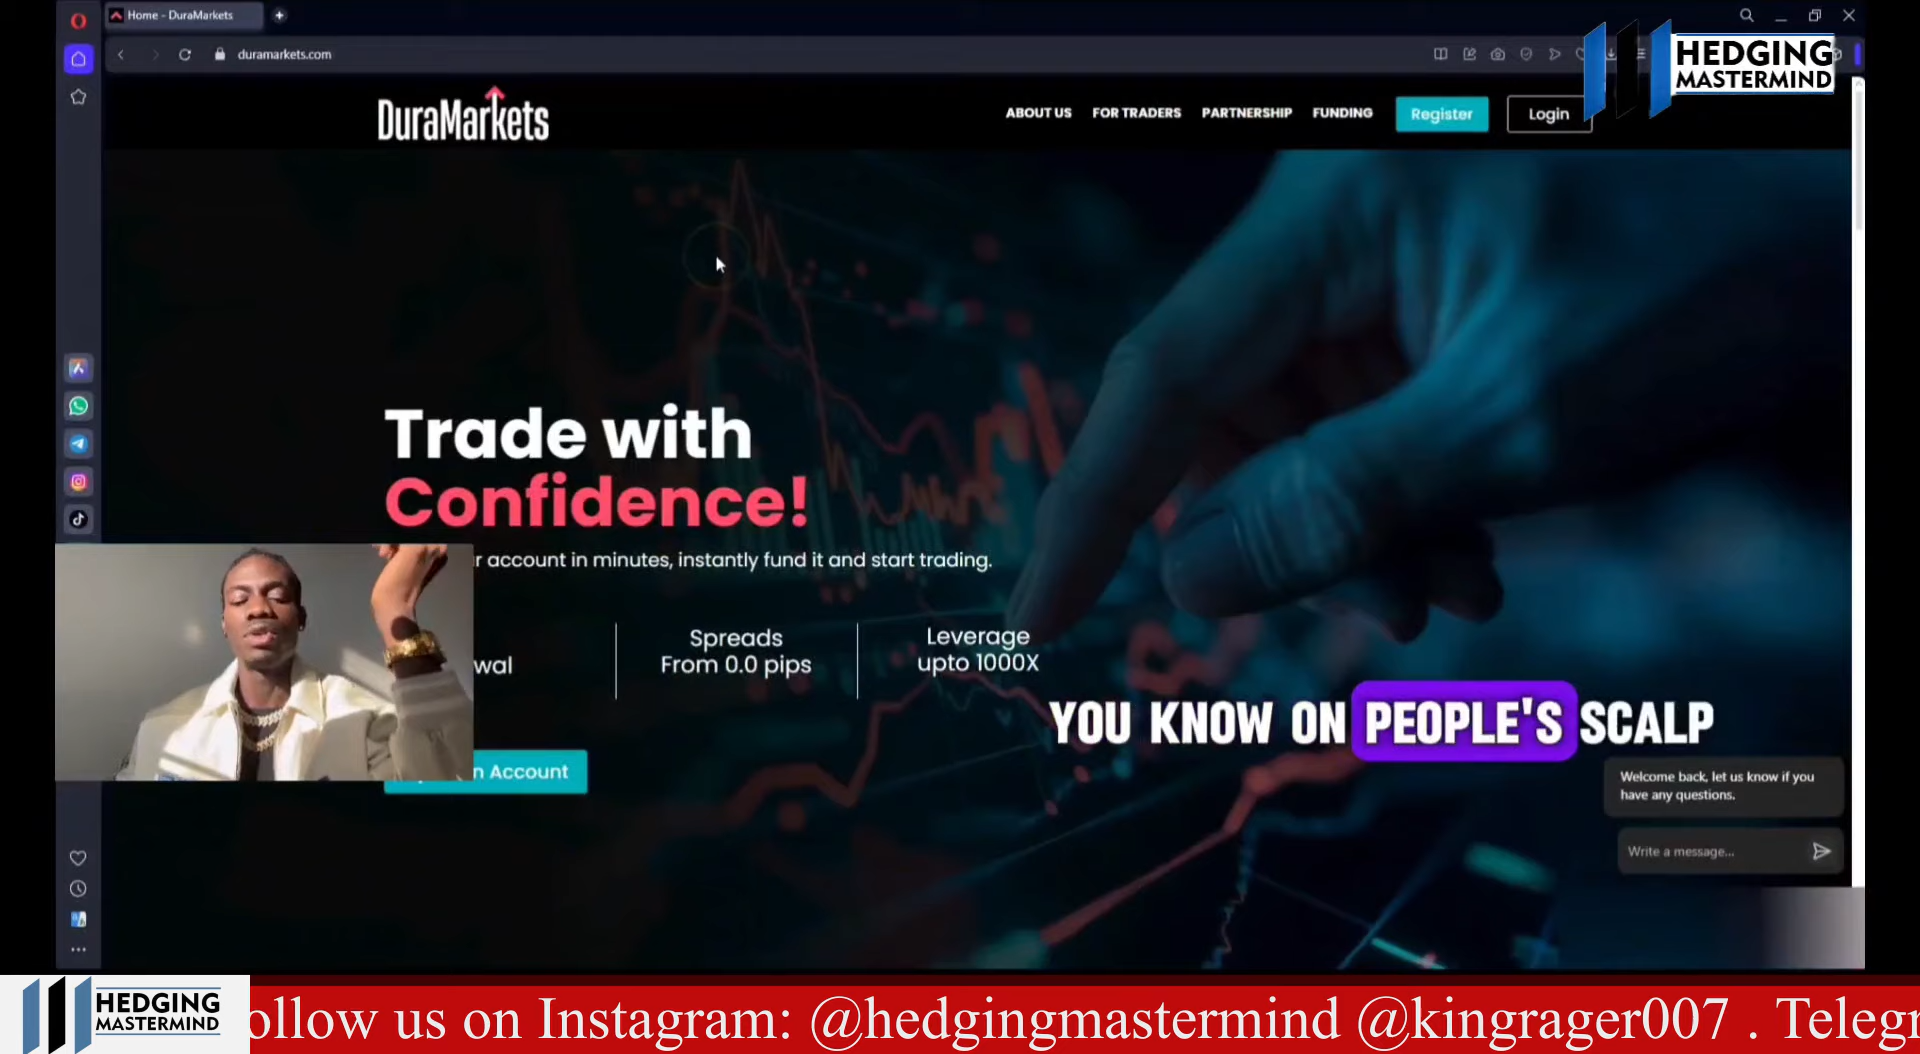 Home - DuraMarkets
duramarkets.com
HEDGING
MASTERMIND
DuraMarkets
ABOUT US FOR TRADERS PARTNERSHIP FUNDING Register Login
Trade with
Confidence!
account in minutes, instantly fund it and start trading.
Spreads
From 0.0 pips
Leverage
upto 1000X
YOU KNOW ON PEOPLE'S SCALP
Account
Welcome back, let us know if you
have any questions.
Write a message...
HEDGING
MASTERMIND
ollow us on Instagram: @hedgingmastermind @kingrager007 . Telegr